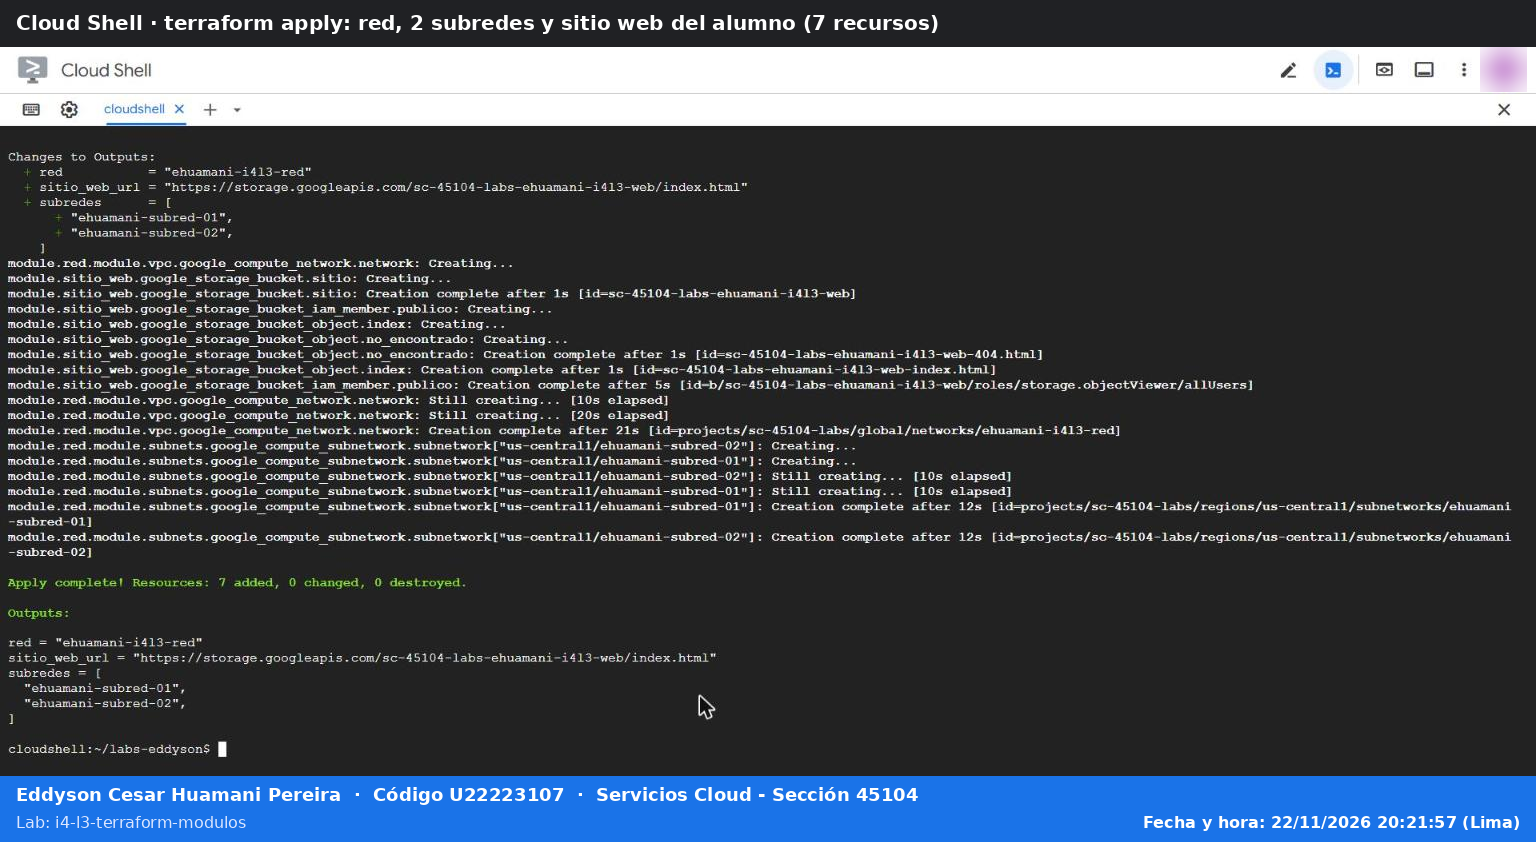 Cloud Shell · terraform apply: red, 2 subredes y sitio web del alumno (7 recursos)
Cloud Shell
cloudshell
Changes to Outputs:
  + red          = "ehuamani-i4l3-red"
  + sitio_web_url = "https://storage.googleapis.com/sc-45104-labs-ehuamani-i4l3-web/index.html"
  + subredes      = [
      + "ehuamani-subred-01",
      + "ehuamani-subred-02",
    ]
module.red.module.vpc.google_compute_network.network: Creating...
module.sitio_web.google_storage_bucket.sitio: Creating...
module.sitio_web.google_storage_bucket.sitio: Creation complete after 1s [id=sc-45104-labs-ehuamani-i4l3-web]
module.sitio_web.google_storage_bucket_iam_member.publico: Creating...
module.sitio_web.google_storage_bucket_object.index: Creating...
module.sitio_web.google_storage_bucket_object.no_encontrado: Creating...
module.sitio_web.google_storage_bucket_object.no_encontrado: Creation complete after 1s [id=sc-45104-labs-ehuamani-i4l3-web-404.html]
module.sitio_web.google_storage_bucket_object.index: Creation complete after 1s [id=sc-45104-labs-ehuamani-i4l3-web-index.html]
module.sitio_web.google_storage_bucket_iam_member.publico: Creation complete after 5s [id=b/sc-45104-labs-ehuamani-i4l3-web/roles/storage.objectViewer/allUsers]
module.red.module.vpc.google_compute_network.network: Still creating... [10s elapsed]
module.red.module.vpc.google_compute_network.network: Still creating... [20s elapsed]
module.red.module.vpc.google_compute_network.network: Creation complete after 21s [id=projects/sc-45104-labs/global/networks/ehuamani-i4l3-red]
module.red.module.subnets.google_compute_subnetwork.subnetwork["us-central1/ehuamani-subred-02"]: Creating...
module.red.module.subnets.google_compute_subnetwork.subnetwork["us-central1/ehuamani-subred-01"]: Creating...
module.red.module.subnets.google_compute_subnetwork.subnetwork["us-central1/ehuamani-subred-02"]: Still creating... [10s elapsed]
module.red.module.subnets.google_compute_subnetwork.subnetwork["us-central1/ehuamani-subred-01"]: Still creating... [10s elapsed]
module.red.module.subnets.google_compute_subnetwork.subnetwork["us-central1/ehuamani-subred-01"]: Creation complete after 12s [id=projects/sc-45104-labs/regions/us-central1/subnetworks/ehuamani
-subred-01]
module.red.module.subnets.google_compute_subnetwork.subnetwork["us-central1/ehuamani-subred-02"]: Creation complete after 12s [id=projects/sc-45104-labs/regions/us-central1/subnetworks/ehuamani
-subred-02]
Apply complete! Resources: 7 added, 0 changed, 0 destroyed.
Outputs:
red = "ehuamani-i4l3-red"
sitio_web_url = "https://storage.googleapis.com/sc-45104-labs-ehuamani-i4l3-web/index.html"
subredes = [
  "ehuamani-subred-01",
  "ehuamani-subred-02",
]
cloudshell:~/labs-eddyson$
Eddyson Cesar Huamani Pereira · Código U22223107 · Servicios Cloud - Sección 45104
Lab: i4-l3-terraform-modulos
Fecha y hora: 22/11/2026 20:21:57 (Lima)